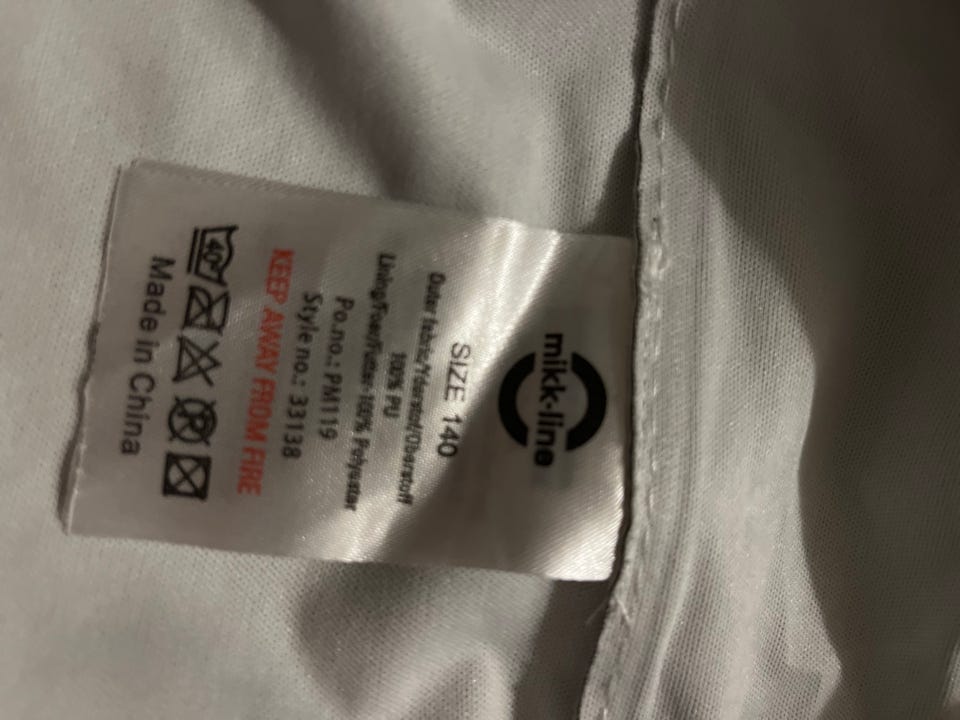 mikk-line
SIZE 140
Outer fabric/Yderstof/Oberstoff
100% PU
Lining/Foer/Futter 100% Polyester
Po.no.: PM119
Style no.: 33138
KEEP AWAY FROM FIRE
40°
P
Made in China